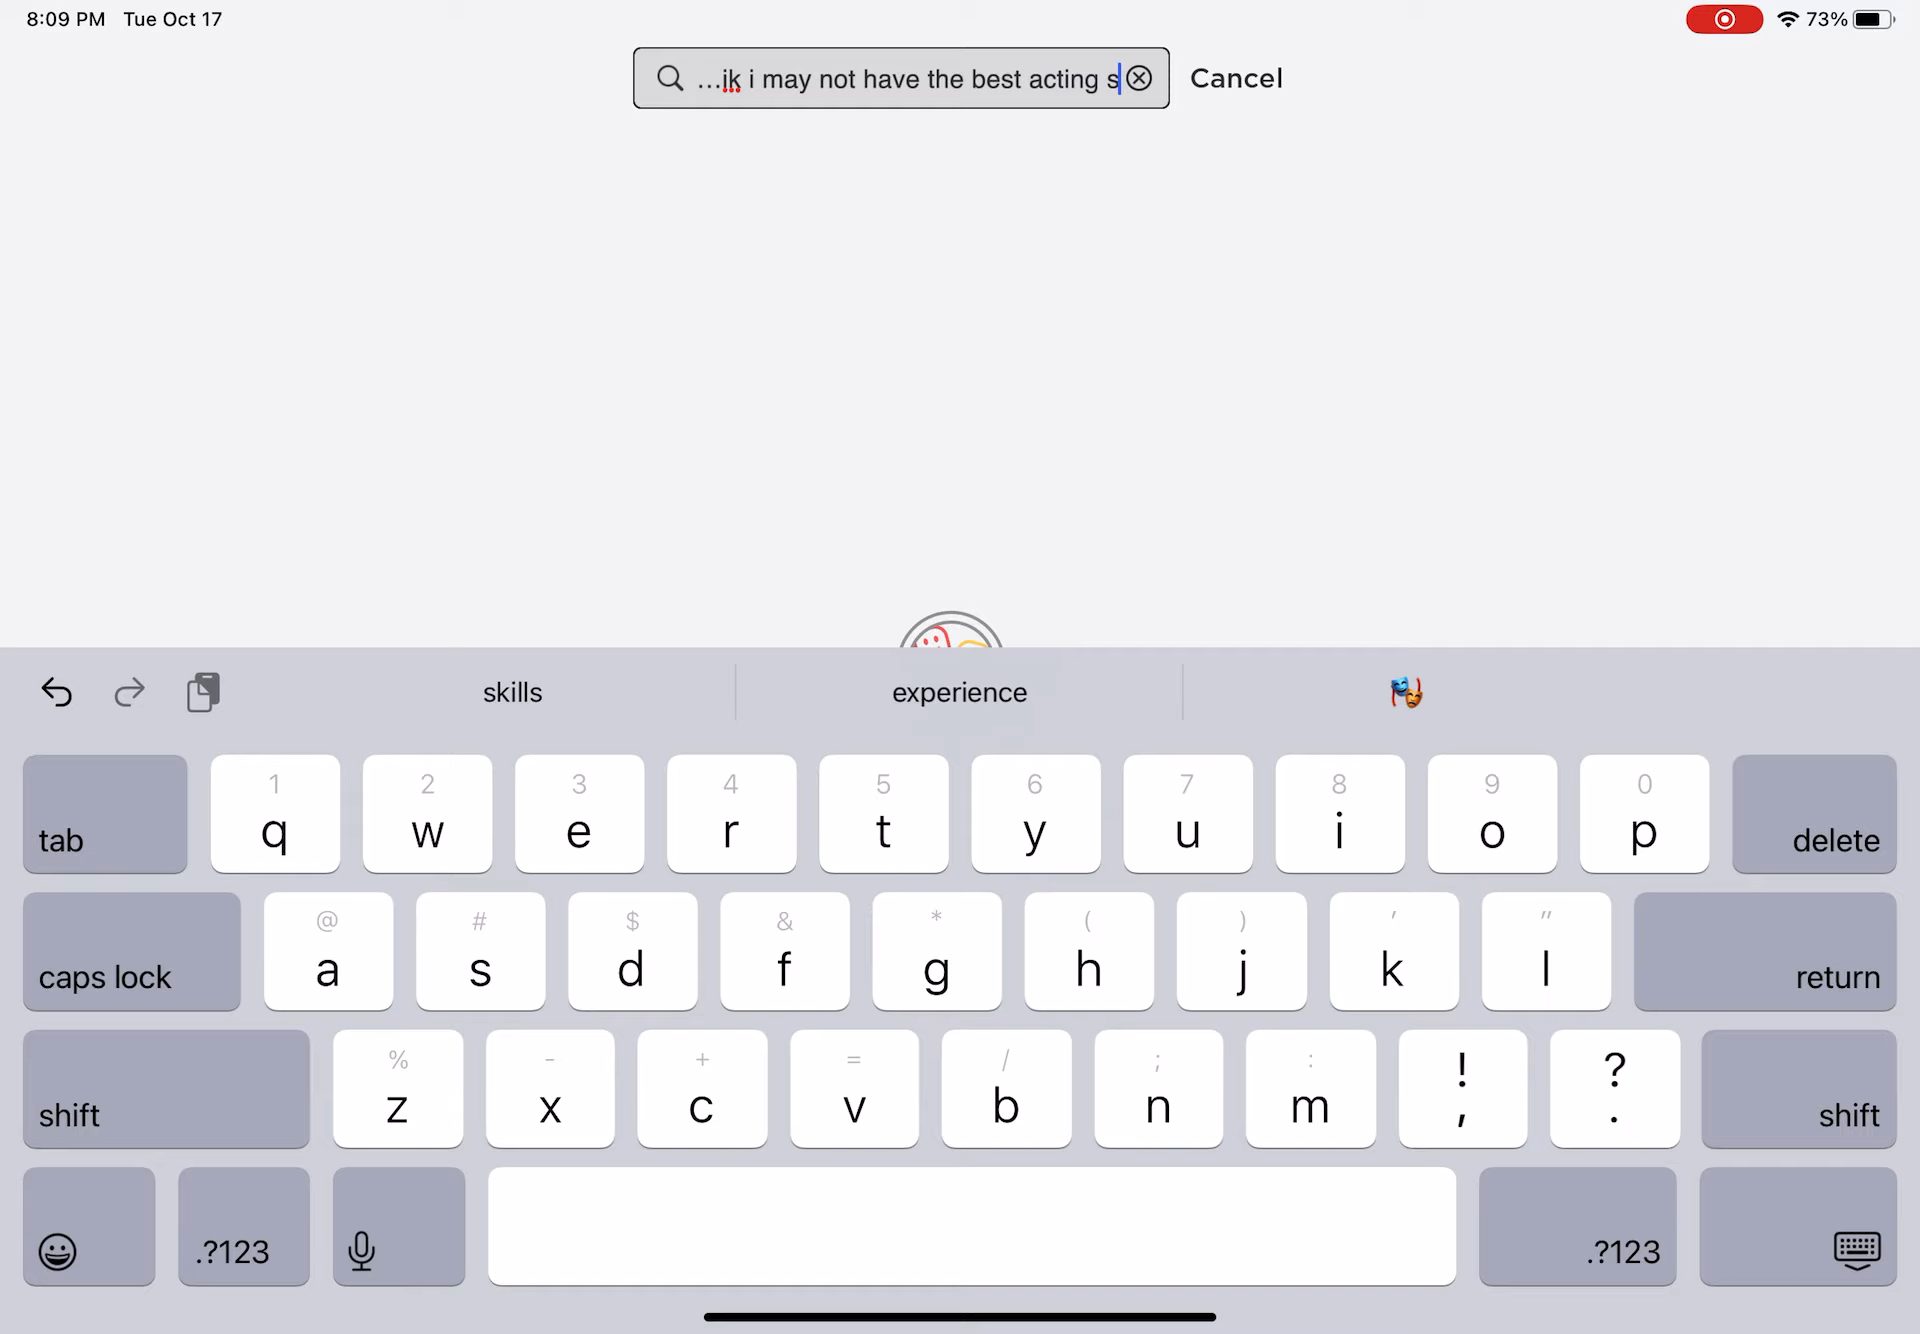 8:09 PM Tue Oct 17 73%
…ik i may not have the best acting s Cancel
skills experience
1 2 3 4 5 6 7 8 9 0
tab q w e r t y u i o p delete
@ # $ & * ( ) ' "
caps lock a s d f g h j k l return
% - + = / ; : ! ?
shift z x c v b n m , . shift
.?123 .?123